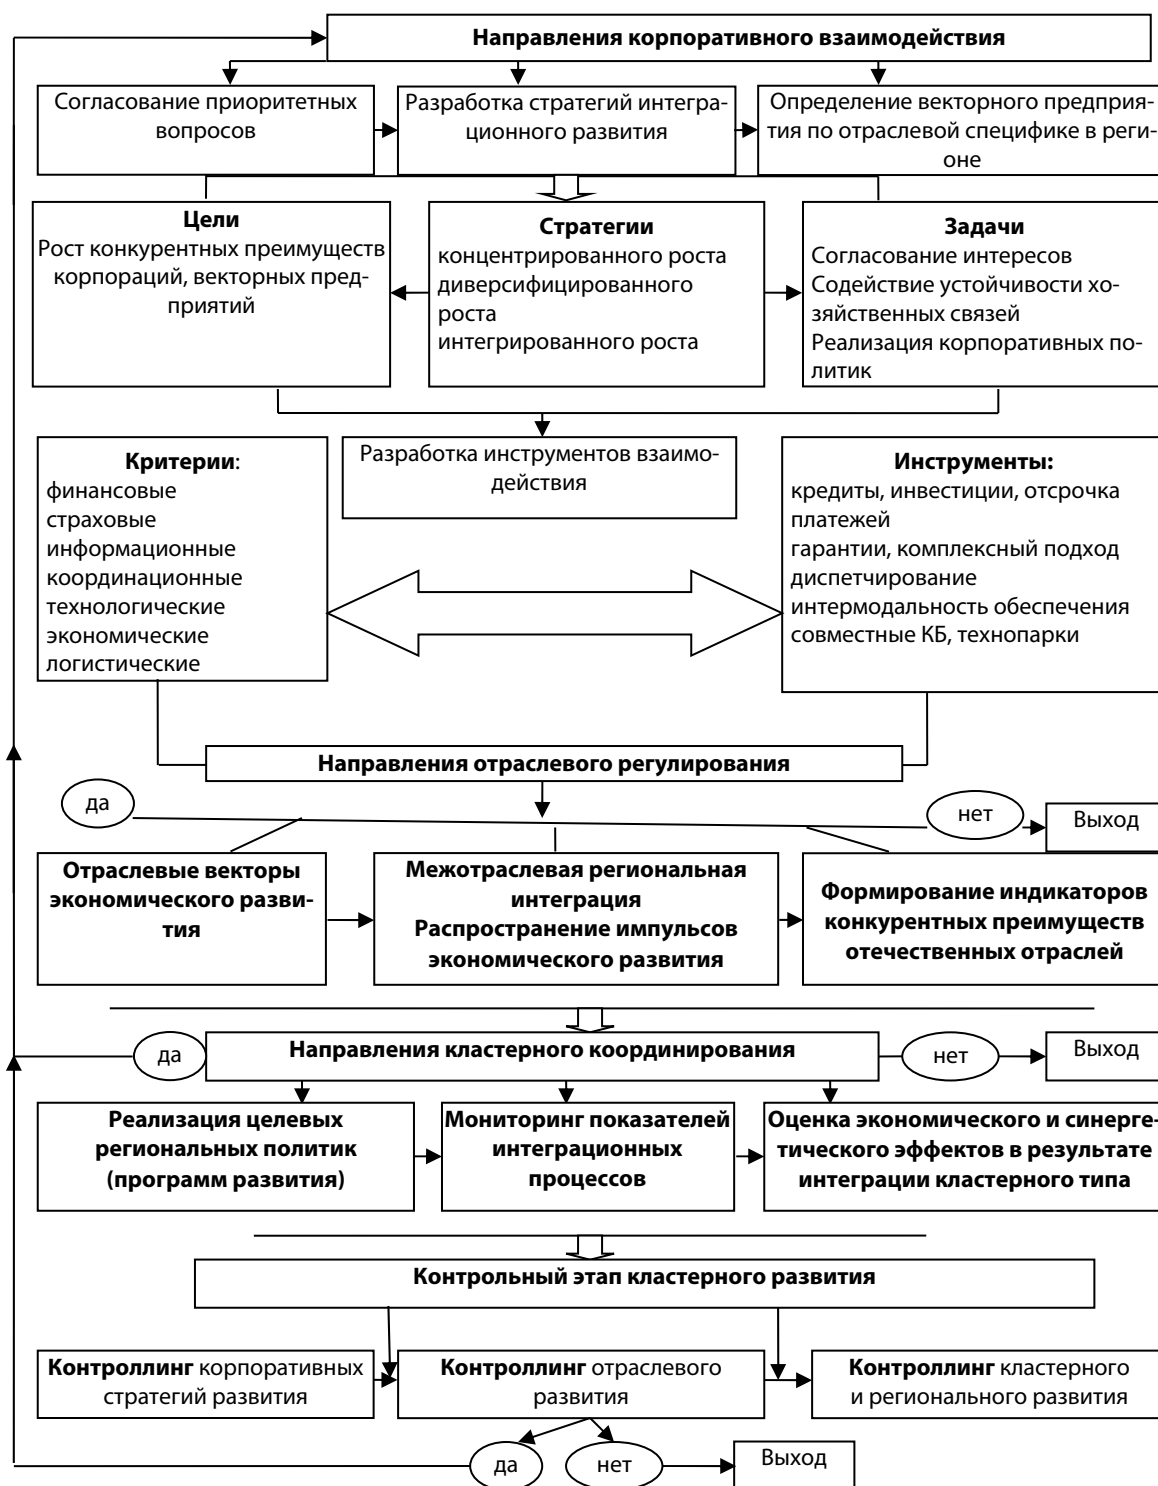 Направления корпоративного взаимодействия
Согласование приоритетных
вопросов
Разработка стратегий интегра-
ционного развития
Определение векторного предприя-
тия по отраслевой специфике в реги-
оне
Цели
Рост конкурентных преимуществ
корпораций, векторных пред-
приятий
Стратегии
концентрированного роста
диверсифицированного
роста
интегрированного роста
Задачи
Согласование интересов
Содействие устойчивости хо-
зяйственных связей
Реализация корпоративных по-
литик
Критерии:
финансовые
страховые
информационные
координационные
технологические
экономические
логистические
Разработка инструментов взаимо-
действия
Инструменты:
кредиты, инвестиции, отсрочка
платежей
гарантии, комплексный подход
диспетчирование
интермодальность обеспечения
совместные КБ, технопарки
Направления отраслевого регулирования
да
нет
Выход
Отраслевые векторы
экономического разви-
тия
Межотраслевая региональная
интеграция
Распространение импульсов
экономического развития
Формирование индикаторов
конкурентных преимуществ
отечественных отраслей
да
Направления кластерного координирования
нет
Выход
Реализация целевых
региональных политик
(программ развития)
Мониторинг показателей
интеграционных
процессов
Оценка экономического и синерге-
тического эффектов в результате
интеграции кластерного типа
Контрольный этап кластерного развития
Контроллинг корпоративных
стратегий развития
Контроллинг отраслевого
развития
Контроллинг кластерного
и регионального развития
да
нет
Выход